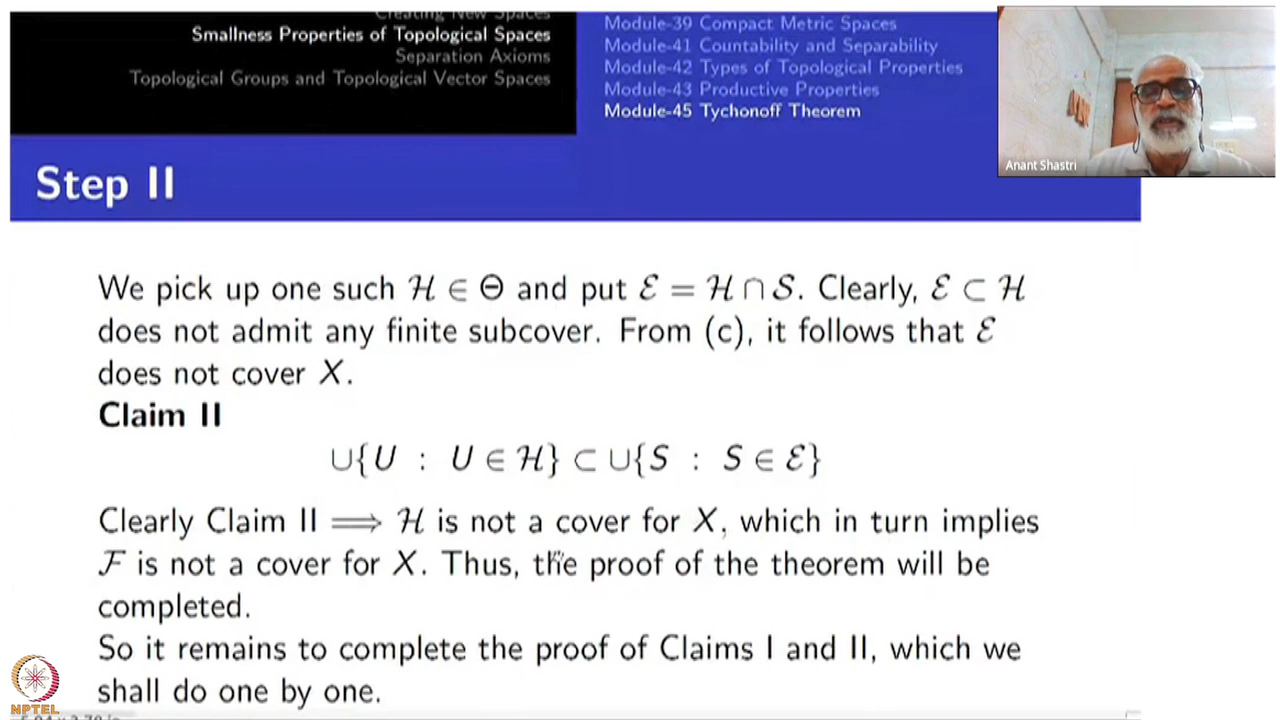 Creating New Spaces
Smallness Properties of Topological Spaces
Separation Axioms
Topological Groups and Topological Vector Spaces
Module-39 Compact Metric Spaces
Module-41 Countability and Separability
Module-42 Types of Topological Properties
Module-43 Productive Properties
Module-45 Tychonoff Theorem
Anant Shastri
Step II
We pick up one such ℋ ∈ Θ and put ℰ = ℋ ∩ 𝒮. Clearly, ℰ ⊂ ℋ
does not admit any finite subcover. From (c), it follows that ℰ
does not cover X.
Claim II
∪{U : U ∈ ℋ} ⊂ ∪{S : S ∈ ℰ}
Clearly Claim II ⟹ ℋ is not a cover for X, which in turn implies
ℱ is not a cover for X. Thus, the proof of the theorem will be
completed.
So it remains to complete the proof of Claims I and II, which we
shall do one by one.
NPTEL